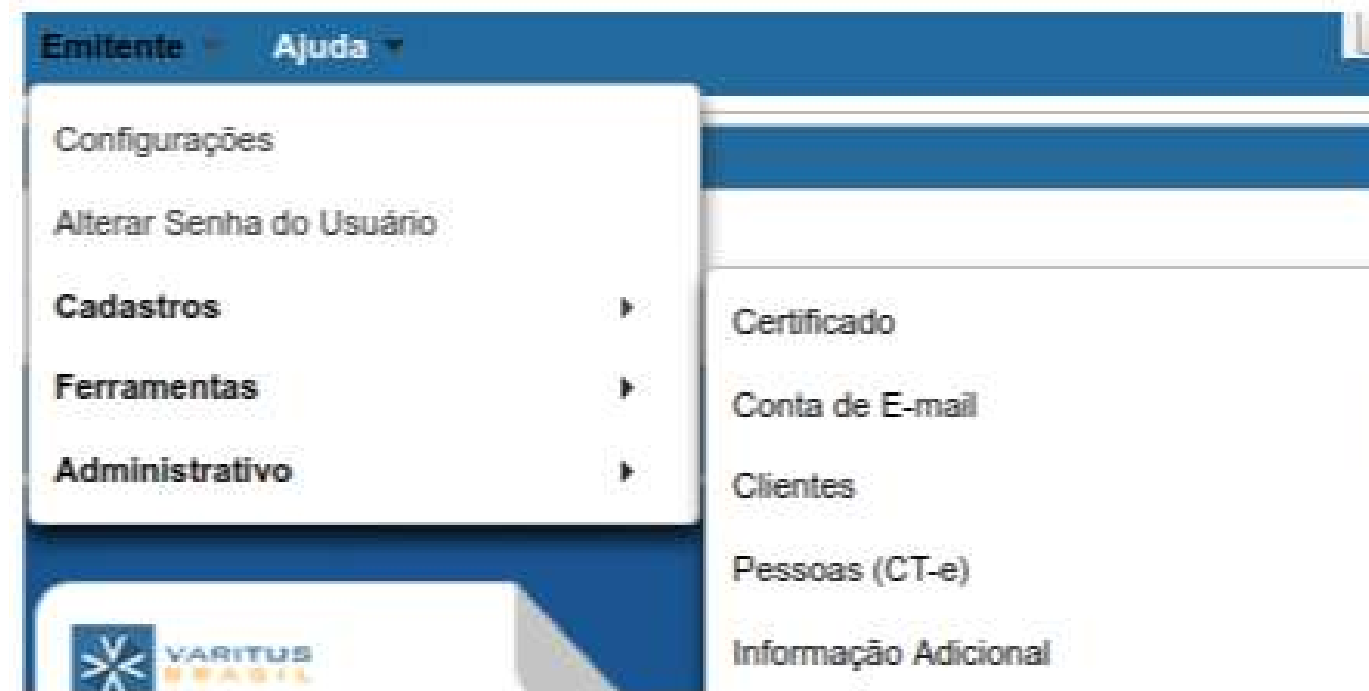 Emitente Ajuda
Configurações
Alterar Senha do Usuário
Cadastros
Ferramentas
Administrativo
Certificado
Conta de E-mail
Clientes
Pessoas (CT-e)
Informação Adicional
VARITUS
BRASIL